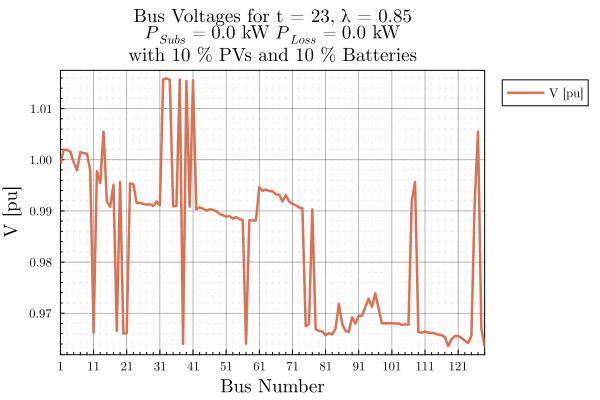 Bus Voltages for t = 23, λ = 0.85
P_Subs = 0.0 kW P_Loss = 0.0 kW
with 10 % PVs and 10 % Batteries
V [pu]
1.01
1.00
0.99
0.98
0.97
V [pu]
1 11 21 31 41 51 61 71 81 91 101 111 121
Bus Number